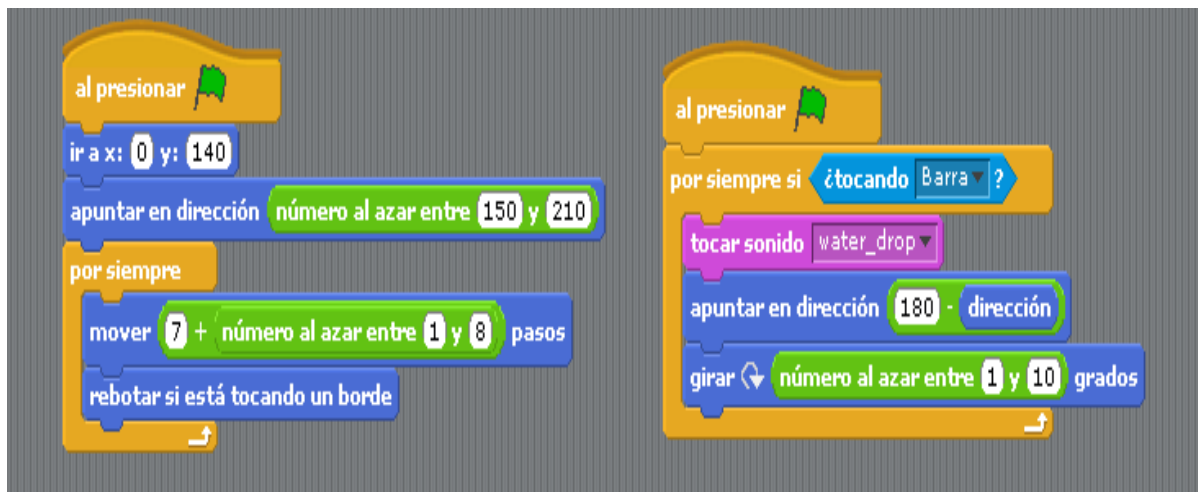 al presionar
ir a x: 0 y: 140
apuntar en dirección número al azar entre 150 y 210
por siempre
mover 7 + número al azar entre 1 y 8 pasos
rebotar si está tocando un borde
al presionar
por siempre si ¿tocando Barra ?
tocar sonido water_drop
apuntar en dirección 180 - dirección
girar número al azar entre 1 y 10 grados